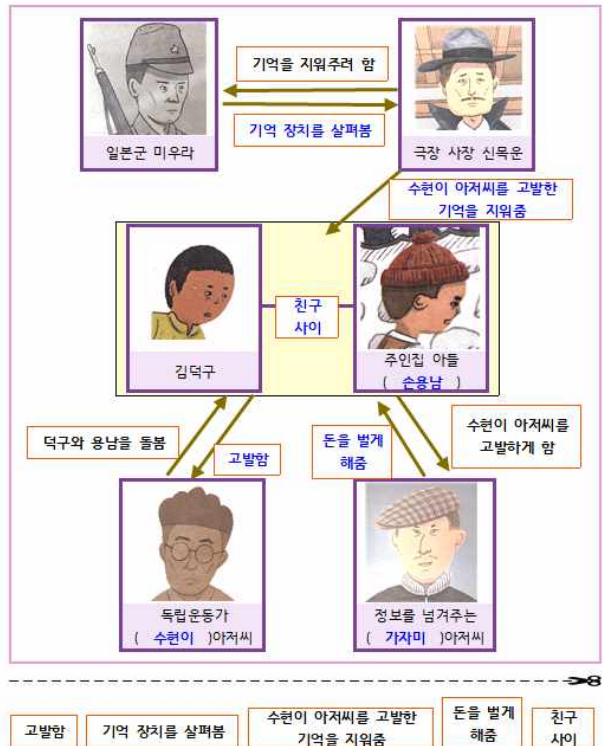 기억을 지워주려 함
기억 장치를 살펴봄
일본군 미우라
극장 사장 신목운
수현이 아저씨를 고발한
기억을 지워줌
친구
사이
김덕구
주인집 아들
( 손용남 )
덕구와 용남을 돌봄
고발함
돈을 벌게
해줌
수현이 아저씨를
고발하게 함
독립운동가
( 수현이 )아저씨
정보를 넘겨주는
( 가자미 )아저씨
고발함
기억 장치를 살펴봄
수현이 아저씨를 고발한
기억을 지워줌
돈을 벌게
해줌
친구
사이